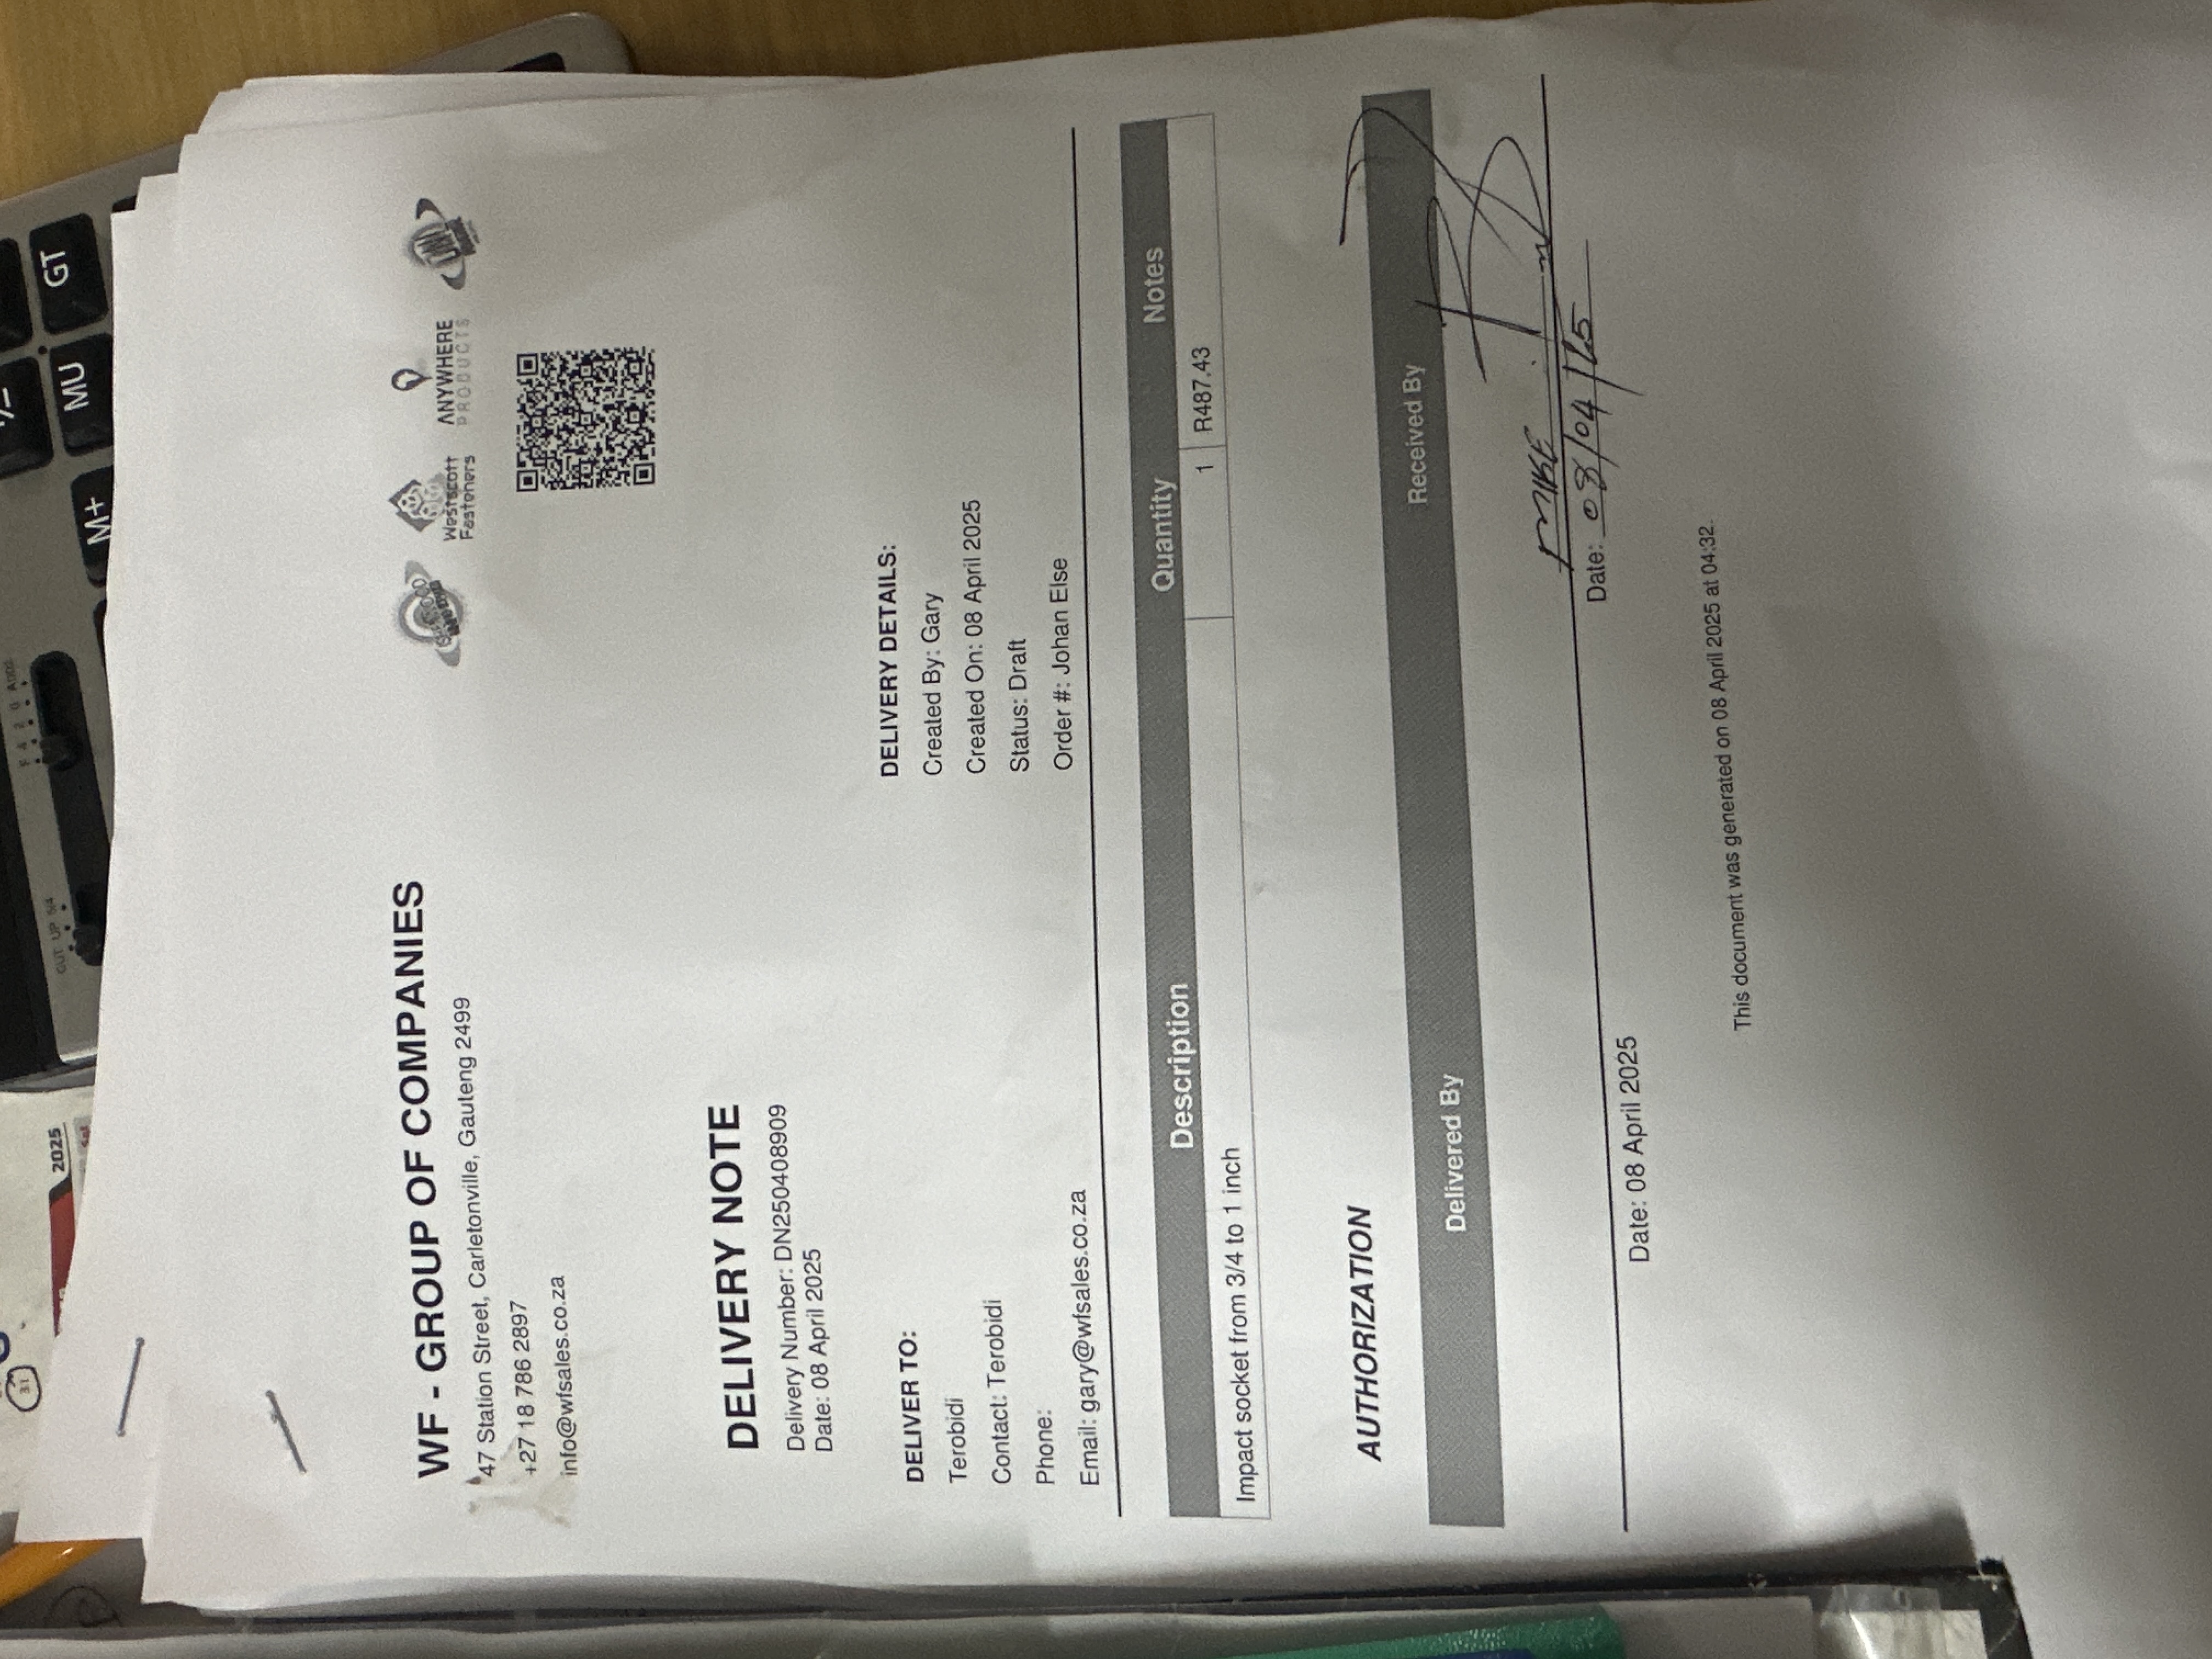 31
2025
CUT UP 5/4
F 4 2 0 ADD2
M+ MU GT
WF - GROUP OF COMPANIES
47 Station Street, Carletonville, Gauteng 2499
+27 18 786 2897
info@wfsales.co.za
Westscott
Fasteners
ANYWHERE
PRODUCTS
DELIVERY NOTE
Delivery Number: DN250408909
Date: 08 April 2025
DELIVER TO:
Terobidi
Contact: Terobidi
Phone:
Email: gary@wfsales.co.za
DELIVERY DETAILS:
Created By: Gary
Created On: 08 April 2025
Status: Draft
Order #: Johan Else
Description Quantity Notes
Impact socket from 3/4 to 1 inch 1 R487.43
AUTHORIZATION
Delivered By Received By
MIKE
Date: 08/04/25
Date: 08 April 2025
This document was generated on 08 April 2025 at 04:32.